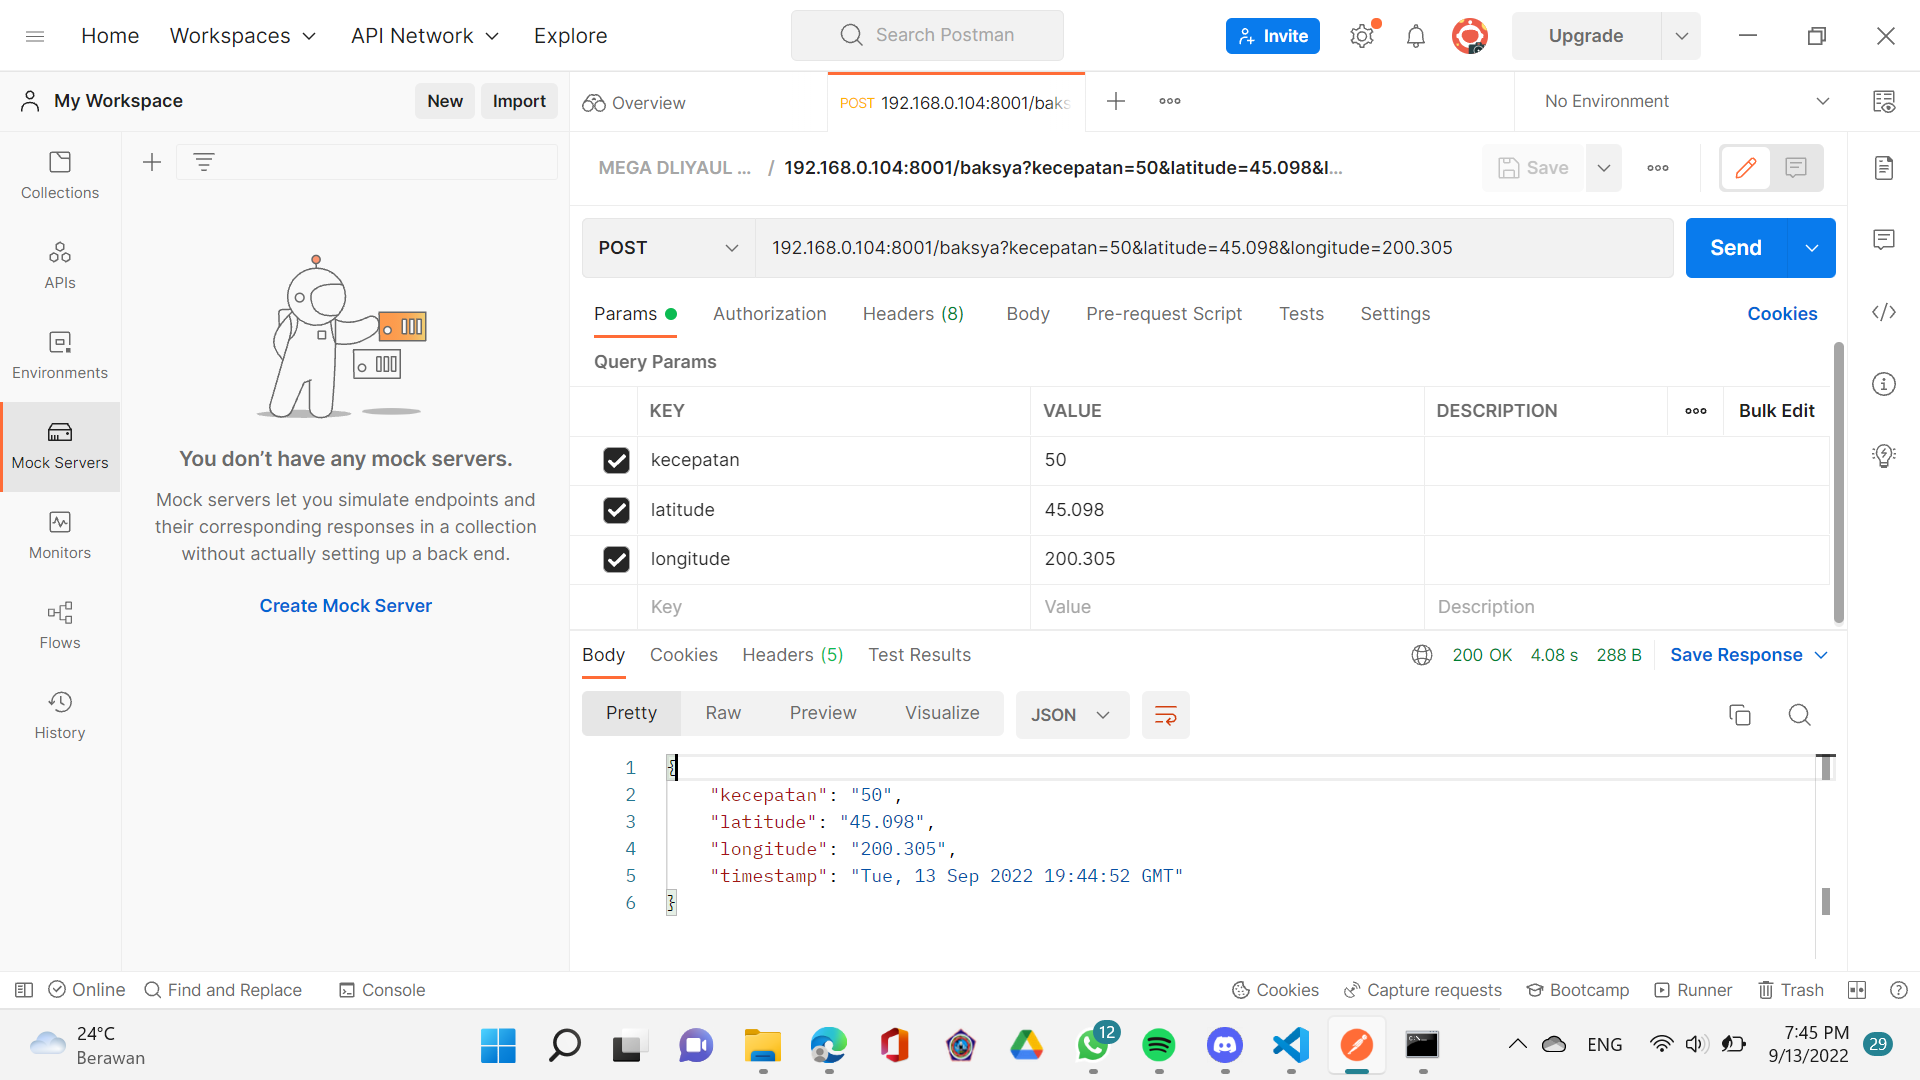 Home
Workspaces
API Network
Explore
Search Postman
Invite
Upgrade
My Workspace
New
Import
Overview
POST 192.168.0.104:8001/baks
No Environment
Collections
APIs
Environments
Mock Servers
Monitors
Flows
History
You don’t have any mock servers.
Mock servers let you simulate endpoints and
their corresponding responses in a collection
without actually setting up a back end.
Create Mock Server
MEGA DLIYAUL ... / 192.168.0.104:8001/baksya?kecepatan=50&latitude=45.098&l...
Save
POST
192.168.0.104:8001/baksya?kecepatan=50&latitude=45.098&longitude=200.305
Send
Params
Authorization
Headers (8)
Body
Pre-request Script
Tests
Settings
Cookies
Query Params
KEY VALUE DESCRIPTION Bulk Edit
kecepatan 50
latitude 45.098
longitude 200.305
Key Value Description
Body Cookies Headers (5) Test Results
200 OK 4.08 s 288 B Save Response
Pretty Raw Preview Visualize JSON
1 {
2 "kecepatan": "50",
3 "latitude": "45.098",
4 "longitude": "200.305",
5 "timestamp": "Tue, 13 Sep 2022 19:44:52 GMT"
6 }
Online
Find and Replace
Console
Cookies
Capture requests
Bootcamp
Runner
Trash
24°C
Berawan
12
ENG
7:45 PM
9/13/2022
29